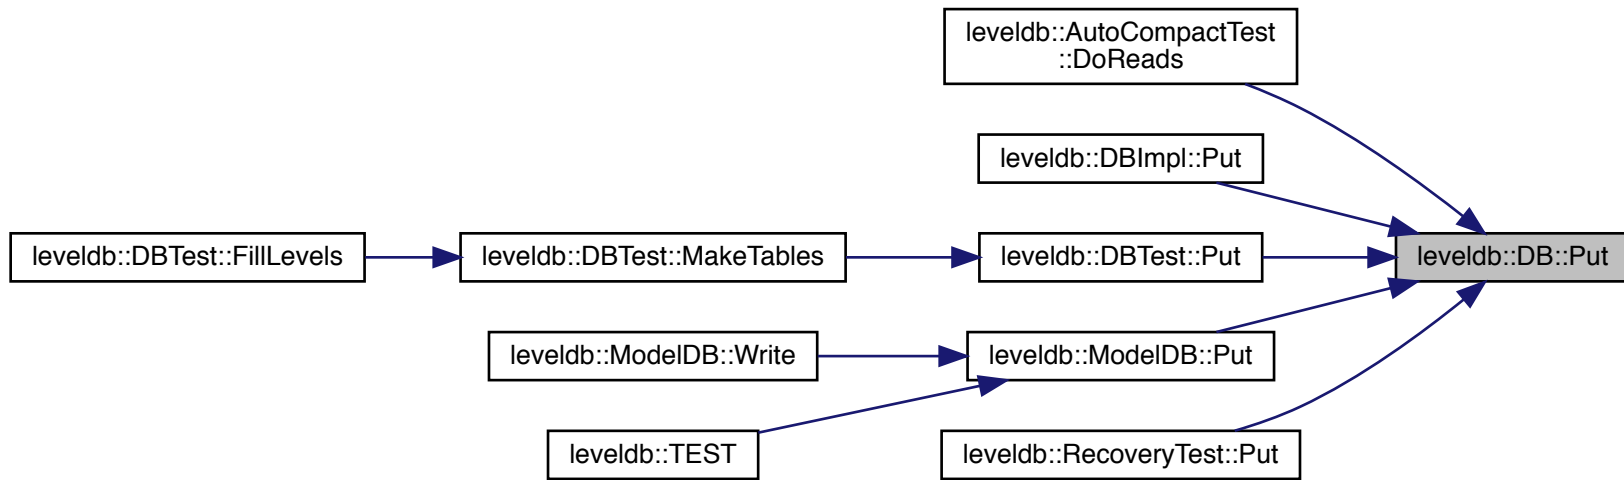 leveldb::AutoCompactTest
::DoReads
leveldb::DBImpl::Put
leveldb::DBTest::FillLevels
leveldb::DBTest::MakeTables
leveldb::DBTest::Put
leveldb::DB::Put
leveldb::ModelDB::Write
leveldb::ModelDB::Put
leveldb::TEST
leveldb::RecoveryTest::Put